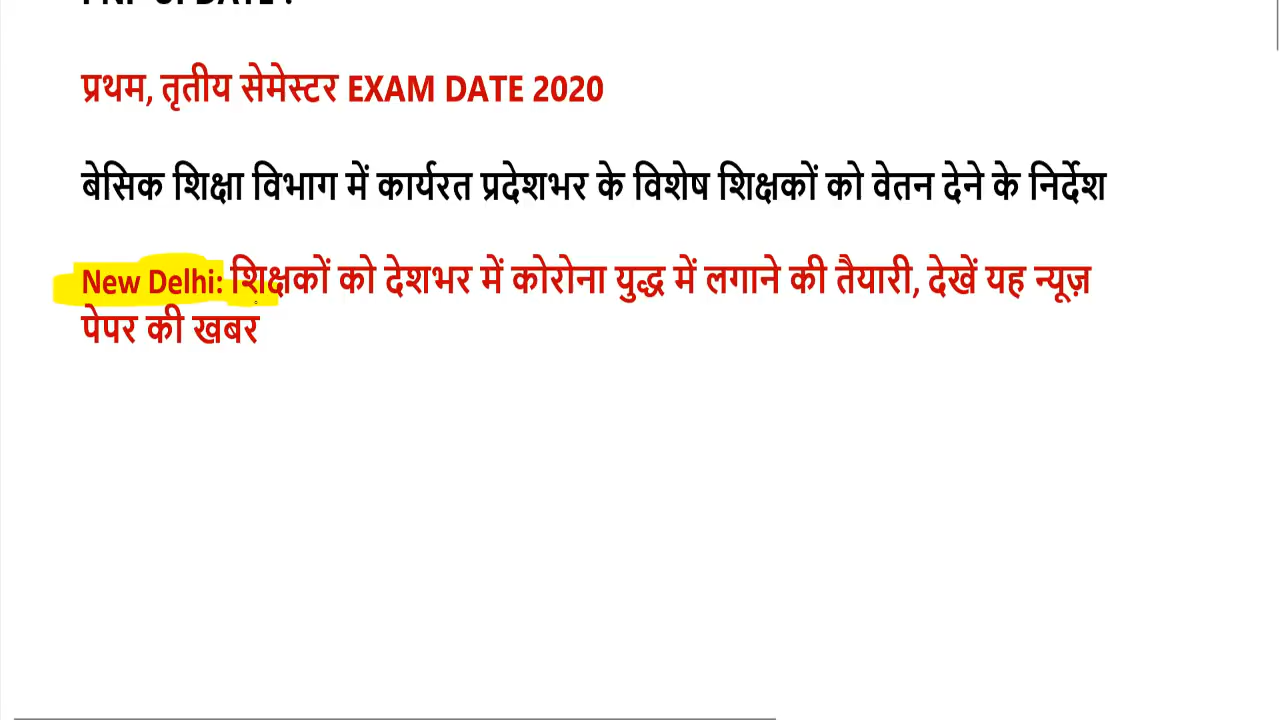 प्रथम, तृतीय सेमेस्टर EXAM DATE 2020
बेसिक शिक्षा विभाग में कार्यरत प्रदेशभर के विशेष शिक्षकों को वेतन देने के निर्देश
New Delhi: शिक्षकों को देशभर में कोरोना युद्ध में लगाने की तैयारी, देखें यह न्यूज़
पेपर की खबर